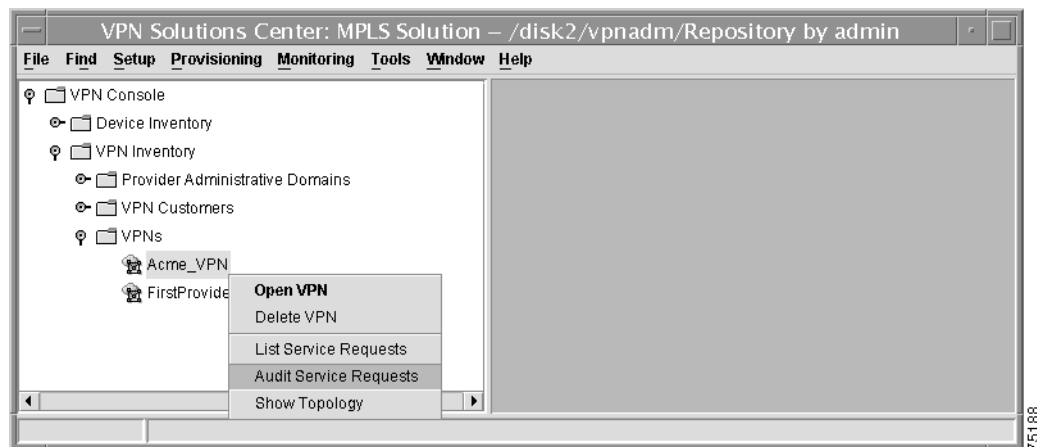 VPN Solutions Center: MPLS Solution – /disk2/vpnadm/Repository by admin
File Find Setup Provisioning Monitoring Tools Window Help
VPN Console
Device Inventory
VPN Inventory
Provider Administrative Domains
VPN Customers
VPNs
Acme_VPN
FirstProvide
Open VPN
Delete VPN
List Service Requests
Audit Service Requests
Show Topology
75188